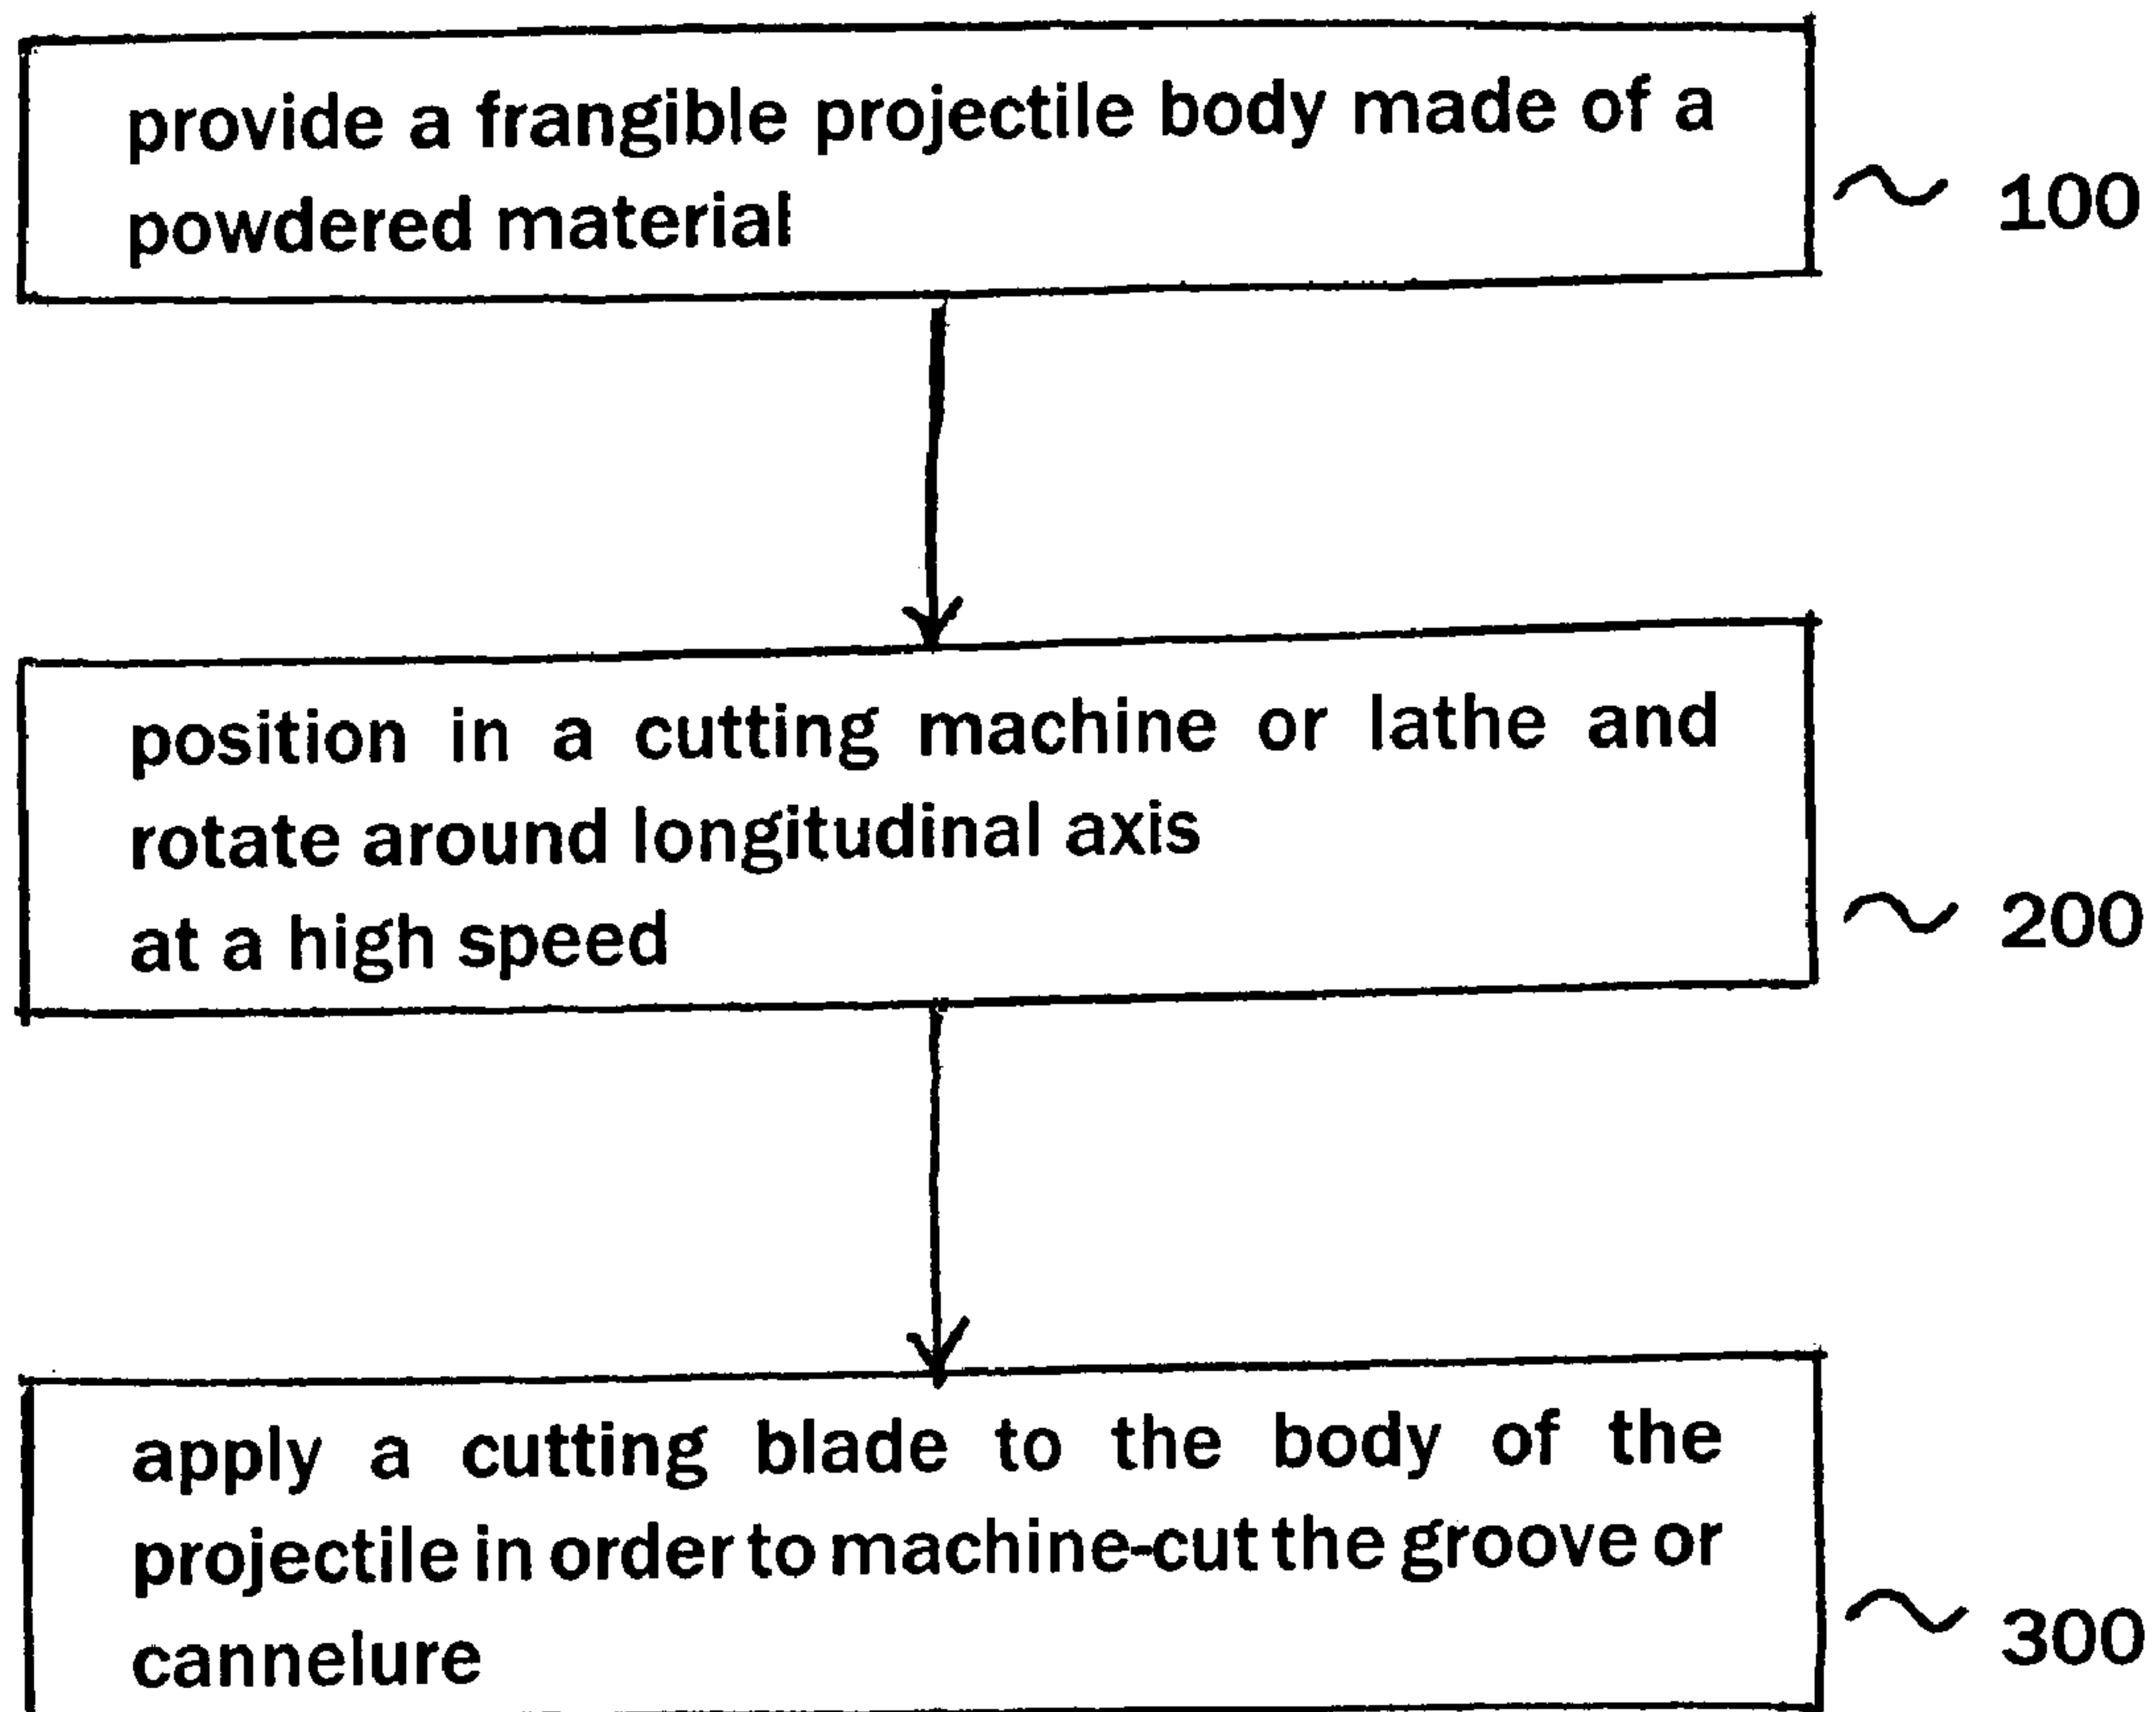 provide a frangible projectile body made of a
powdered material
100
position in a cutting machine or lathe and
rotate around longitudinal axis
at a high speed
200
apply a cutting blade to the body of the
projectile in order to machine-cut the groove or
cannelure
300